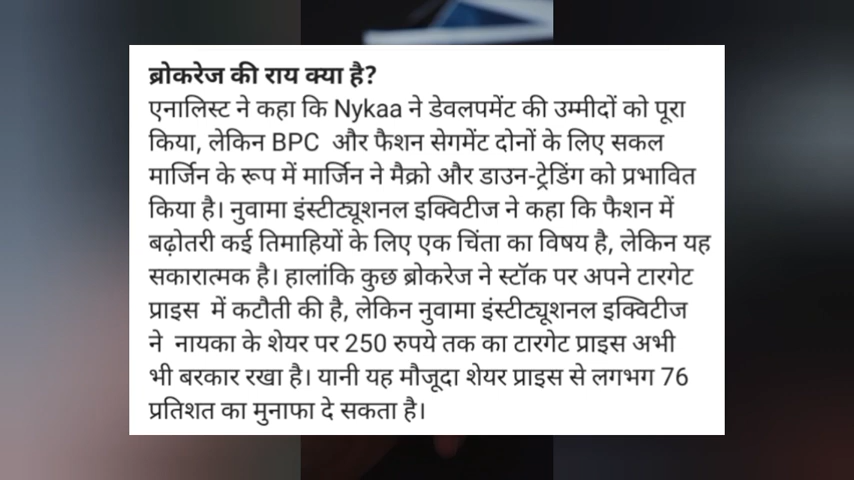 ब्रोकरेज की राय क्या है?
एनालिस्ट ने कहा कि Nykaa ने डेवलपमेंट की उम्मीदों को पूरा
किया, लेकिन BPC और फैशन सेगमेंट दोनों के लिए सकल
मार्जिन के रूप में मार्जिन ने मैक्रो और डाउन-ट्रेडिंग को प्रभावित
किया है। नुवामा इंस्टीट्यूशनल इक्विटीज ने कहा कि फैशन में
बढ़ोतरी कई तिमाहियों के लिए एक चिंता का विषय है, लेकिन यह
सकारात्मक है। हालांकि कुछ ब्रोकरेज ने स्टॉक पर अपने टारगेट
प्राइस में कटौती की है, लेकिन नुवामा इंस्टीट्यूशनल इक्विटीज
ने नायका के शेयर पर 250 रुपये तक का टारगेट प्राइस अभी
भी बरकार रखा है। यानी यह मौजूदा शेयर प्राइस से लगभग 76
प्रतिशत का मुनाफा दे सकता है।